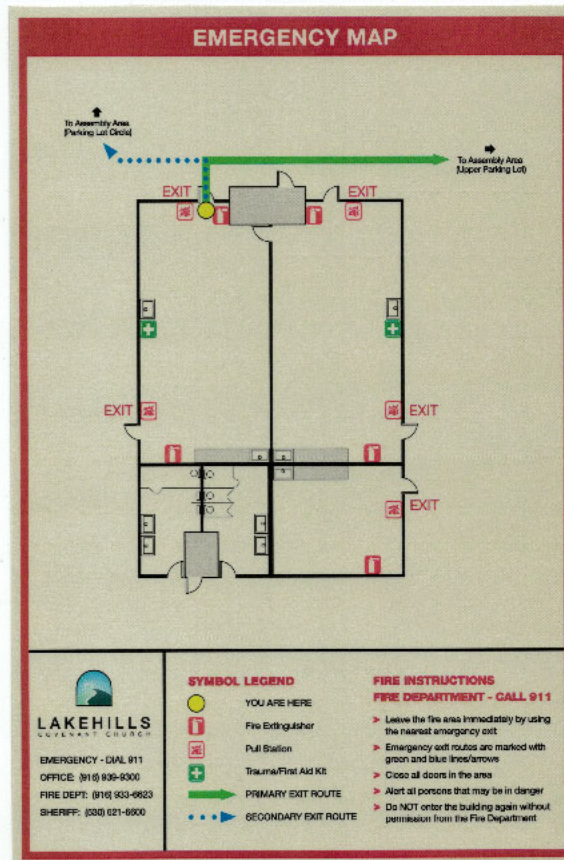 EMERGENCY MAP
To Assembly Area
(Parking Lot Circle)
To Assembly Area
(Upper Parking Lot)
EXIT
EXIT
EXIT
EXIT
EXIT
LAKEHILLS
COVENANT CHURCH
EMERGENCY - DIAL 911
OFFICE: (916) 939-9300
FIRE DEPT: (916) 933-6623
SHERIFF: (530) 621-6600
SYMBOL LEGEND
YOU ARE HERE
Fire Extinguisher
Pull Station
Trauma/First Aid Kit
PRIMARY EXIT ROUTE
SECONDARY EXIT ROUTE
FIRE INSTRUCTIONS
FIRE DEPARTMENT - CALL 911
➤ Leave the fire area immediately by using
the nearest emergency exit
➤ Emergency exit routes are marked with
green and blue lines/arrows
➤ Close all doors in the area
➤ Alert all persons that may be in danger
➤ Do NOT enter the building again without
permission from the Fire Department